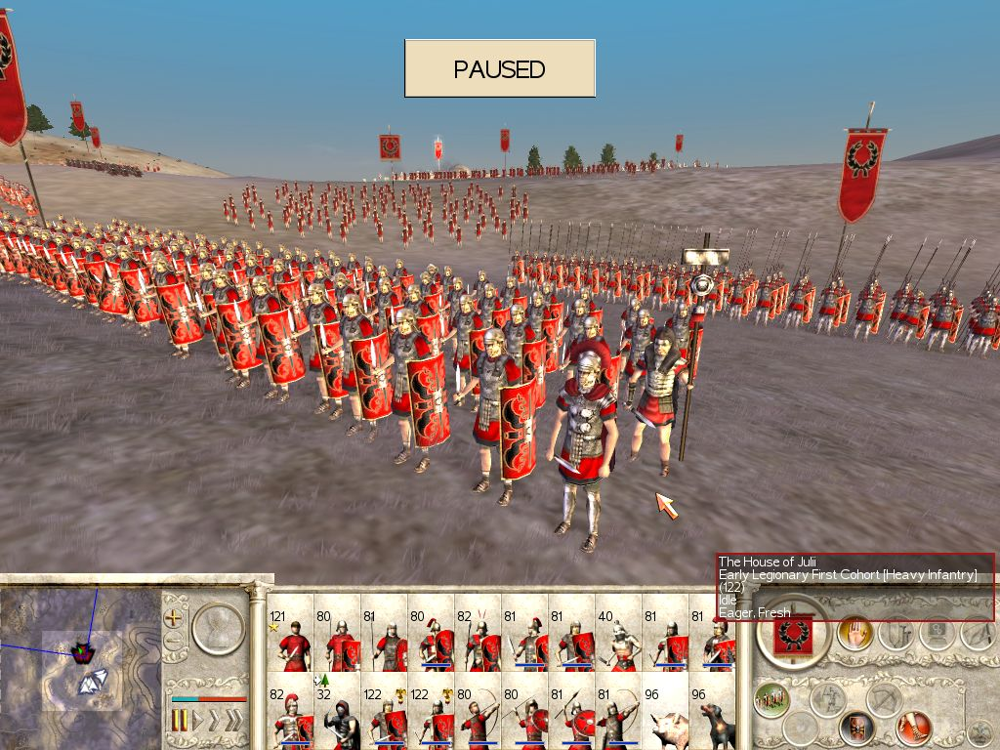 PAUSED
The House of Julii
Early Legionary First Cohort [Heavy Infantry]
(122)
Idle
Eager, Fresh
121 80 81 80 82 81 81 40 81 81
82 32 122 122 80 80 81 81 96 96